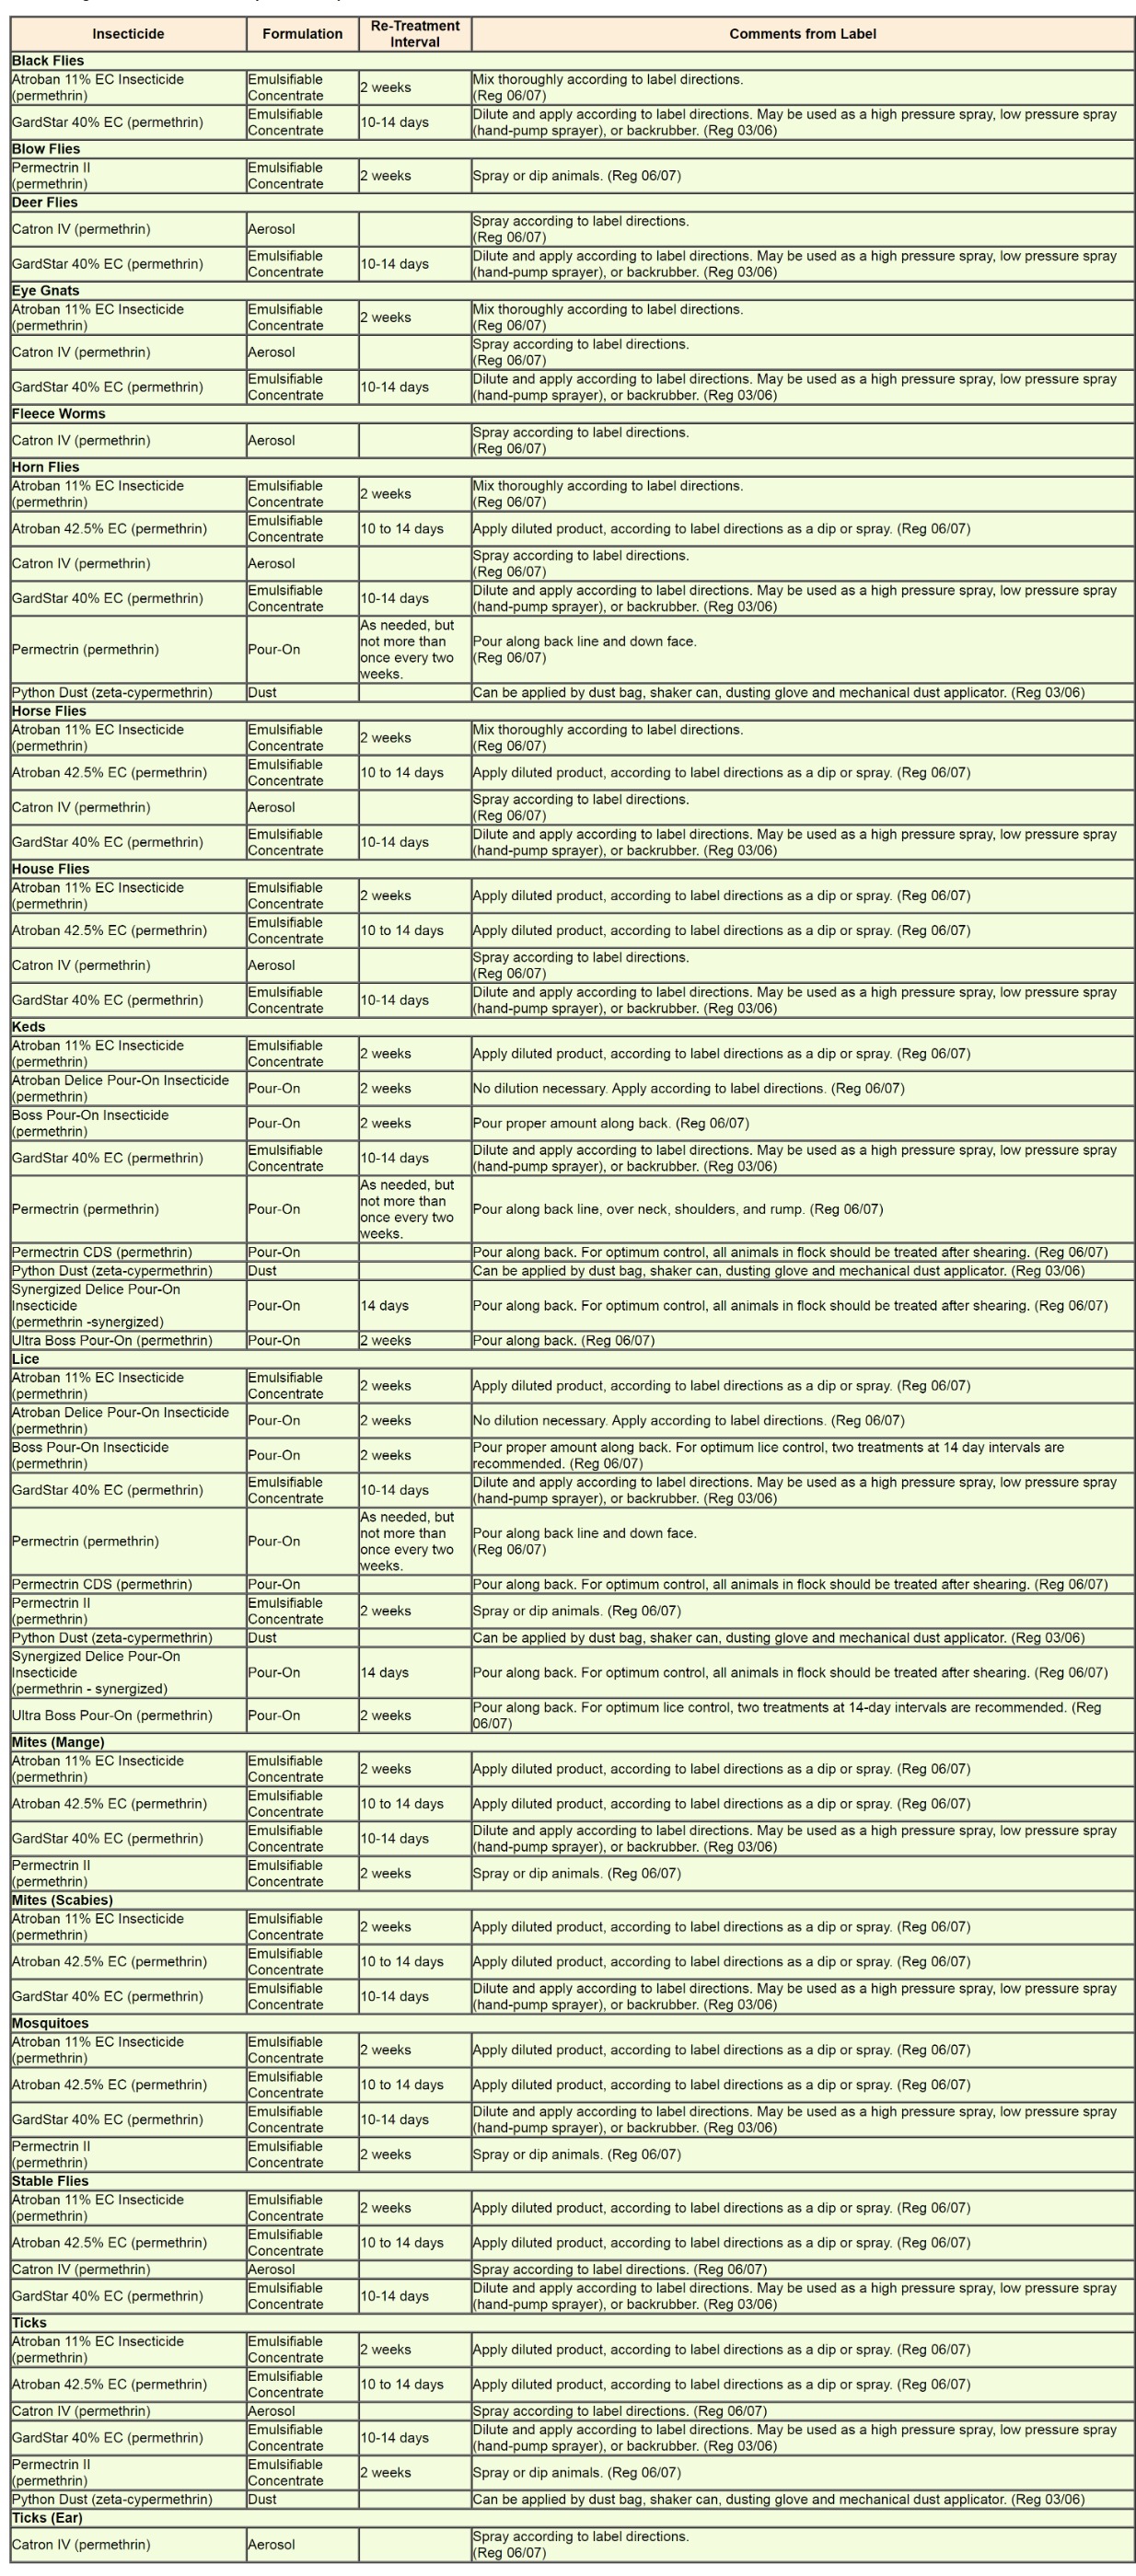 Insecticide Formulation Re-Treatment Interval Comments from Label
Black Flies
Atroban 11% EC Insecticide (permethrin) Emulsifiable Concentrate 2 weeks Mix thoroughly according to label directions. (Reg 06/07)
GardStar 40% EC (permethrin) Emulsifiable Concentrate 10-14 days Dilute and apply according to label directions. May be used as a high pressure spray, low pressure spray (hand-pump sprayer), or backrubber. (Reg 03/06)
Blow Flies
Permectrin II (permethrin) Emulsifiable Concentrate 2 weeks Spray or dip animals. (Reg 06/07)
Deer Flies
Catron IV (permethrin) Aerosol Spray according to label directions. (Reg 06/07)
GardStar 40% EC (permethrin) Emulsifiable Concentrate 10-14 days Dilute and apply according to label directions. May be used as a high pressure spray, low pressure spray (hand-pump sprayer), or backrubber. (Reg 03/06)
Eye Gnats
Atroban 11% EC Insecticide (permethrin) Emulsifiable Concentrate 2 weeks Mix thoroughly according to label directions. (Reg 06/07)
Catron IV (permethrin) Aerosol Spray according to label directions. (Reg 06/07)
GardStar 40% EC (permethrin) Emulsifiable Concentrate 10-14 days Dilute and apply according to label directions. May be used as a high pressure spray, low pressure spray (hand-pump sprayer), or backrubber. (Reg 03/06)
Fleece Worms
Catron IV (permethrin) Aerosol Spray according to label directions. (Reg 06/07)
Horn Flies
Atroban 11% EC Insecticide (permethrin) Emulsifiable Concentrate 2 weeks Mix thoroughly according to label directions. (Reg 06/07)
Atroban 42.5% EC (permethrin) Emulsifiable Concentrate 10 to 14 days Apply diluted product, according to label directions as a dip or spray. (Reg 06/07)
Catron IV (permethrin) Aerosol Spray according to label directions. (Reg 06/07)
GardStar 40% EC (permethrin) Emulsifiable Concentrate 10-14 days Dilute and apply according to label directions. May be used as a high pressure spray, low pressure spray (hand-pump sprayer), or backrubber. (Reg 03/06)
Permectrin (permethrin) Pour-On As needed, but not more than once every two weeks. Pour along back line and down face. (Reg 06/07)
Python Dust (zeta-cypermethrin) Dust Can be applied by dust bag, shaker can, dusting glove and mechanical dust applicator. (Reg 03/06)
Horse Flies
Atroban 11% EC Insecticide (permethrin) Emulsifiable Concentrate 2 weeks Mix thoroughly according to label directions. (Reg 06/07)
Atroban 42.5% EC (permethrin) Emulsifiable Concentrate 10 to 14 days Apply diluted product, according to label directions as a dip or spray. (Reg 06/07)
Catron IV (permethrin) Aerosol Spray according to label directions. (Reg 06/07)
GardStar 40% EC (permethrin) Emulsifiable Concentrate 10-14 days Dilute and apply according to label directions. May be used as a high pressure spray, low pressure spray (hand-pump sprayer), or backrubber. (Reg 03/06)
House Flies
Atroban 11% EC Insecticide (permethrin) Emulsifiable Concentrate 2 weeks Apply diluted product, according to label directions as a dip or spray. (Reg 06/07)
Atroban 42.5% EC (permethrin) Emulsifiable Concentrate 10 to 14 days Apply diluted product, according to label directions as a dip or spray. (Reg 06/07)
Catron IV (permethrin) Aerosol Spray according to label directions. (Reg 06/07)
GardStar 40% EC (permethrin) Emulsifiable Concentrate 10-14 days Dilute and apply according to label directions. May be used as a high pressure spray, low pressure spray (hand-pump sprayer), or backrubber. (Reg 03/06)
Keds
Atroban 11% EC Insecticide (permethrin) Emulsifiable Concentrate 2 weeks Apply diluted product, according to label directions as a dip or spray. (Reg 06/07)
Atroban Delice Pour-On Insecticide (permethrin) Pour-On 2 weeks No dilution necessary. Apply according to label directions. (Reg 06/07)
Boss Pour-On Insecticide (permethrin) Pour-On 2 weeks Pour proper amount along back. (Reg 06/07)
GardStar 40% EC (permethrin) Emulsifiable Concentrate 10-14 days Dilute and apply according to label directions. May be used as a high pressure spray, low pressure spray (hand-pump sprayer), or backrubber. (Reg 03/06)
Permectrin (permethrin) Pour-On As needed, but not more than once every two weeks. Pour along back line, over neck, shoulders, and rump. (Reg 06/07)
Permectrin CDS (permethrin) Pour-On Pour along back. For optimum control, all animals in flock should be treated after shearing. (Reg 06/07)
Python Dust (zeta-cypermethrin) Dust Can be applied by dust bag, shaker can, dusting glove and mechanical dust applicator. (Reg 03/06)
Synergized Delice Pour-On Insecticide (permethrin -synergized) Pour-On 14 days Pour along back. For optimum control, all animals in flock should be treated after shearing. (Reg 06/07)
Ultra Boss Pour-On (permethrin) Pour-On 2 weeks Pour along back. (Reg 06/07)
Lice
Atroban 11% EC Insecticide (permethrin) Emulsifiable Concentrate 2 weeks Apply diluted product, according to label directions as a dip or spray. (Reg 06/07)
Atroban Delice Pour-On Insecticide (permethrin) Pour-On 2 weeks No dilution necessary. Apply according to label directions. (Reg 06/07)
Boss Pour-On Insecticide (permethrin) Pour-On 2 weeks Pour proper amount along back. For optimum lice control, two treatments at 14 day intervals are recommended. (Reg 06/07)
GardStar 40% EC (permethrin) Emulsifiable Concentrate 10-14 days Dilute and apply according to label directions. May be used as a high pressure spray, low pressure spray (hand-pump sprayer), or backrubber. (Reg 03/06)
Permectrin (permethrin) Pour-On As needed, but not more than once every two weeks. Pour along back line and down face. (Reg 06/07)
Permectrin CDS (permethrin) Pour-On Pour along back. For optimum control, all animals in flock should be treated after shearing. (Reg 06/07)
Permectrin II (permethrin) Emulsifiable Concentrate 2 weeks Spray or dip animals. (Reg 06/07)
Python Dust (zeta-cypermethrin) Dust Can be applied by dust bag, shaker can, dusting glove and mechanical dust applicator. (Reg 03/06)
Synergized Delice Pour-On Insecticide (permethrin - synergized) Pour-On 14 days Pour along back. For optimum control, all animals in flock should be treated after shearing. (Reg 06/07)
Ultra Boss Pour-On (permethrin) Pour-On 2 weeks Pour along back. For optimum lice control, two treatments at 14-day intervals are recommended. (Reg 06/07)
Mites (Mange)
Atroban 11% EC Insecticide (permethrin) Emulsifiable Concentrate 2 weeks Apply diluted product, according to label directions as a dip or spray. (Reg 06/07)
Atroban 42.5% EC (permethrin) Emulsifiable Concentrate 10 to 14 days Apply diluted product, according to label directions as a dip or spray. (Reg 06/07)
GardStar 40% EC (permethrin) Emulsifiable Concentrate 10-14 days Dilute and apply according to label directions. May be used as a high pressure spray, low pressure spray (hand-pump sprayer), or backrubber. (Reg 03/06)
Permectrin II (permethrin) Emulsifiable Concentrate 2 weeks Spray or dip animals. (Reg 06/07)
Mites (Scabies)
Atroban 11% EC Insecticide (permethrin) Emulsifiable Concentrate 2 weeks Apply diluted product, according to label directions as a dip or spray. (Reg 06/07)
Atroban 42.5% EC (permethrin) Emulsifiable Concentrate 10 to 14 days Apply diluted product, according to label directions as a dip or spray. (Reg 06/07)
GardStar 40% EC (permethrin) Emulsifiable Concentrate 10-14 days Dilute and apply according to label directions. May be used as a high pressure spray, low pressure spray (hand-pump sprayer), or backrubber. (Reg 03/06)
Mosquitoes
Atroban 11% EC Insecticide (permethrin) Emulsifiable Concentrate 2 weeks Apply diluted product, according to label directions as a dip or spray. (Reg 06/07)
Atroban 42.5% EC (permethrin) Emulsifiable Concentrate 10 to 14 days Apply diluted product, according to label directions as a dip or spray. (Reg 06/07)
GardStar 40% EC (permethrin) Emulsifiable Concentrate 10-14 days Dilute and apply according to label directions. May be used as a high pressure spray, low pressure spray (hand-pump sprayer), or backrubber. (Reg 03/06)
Permectrin II (permethrin) Emulsifiable Concentrate 2 weeks Spray or dip animals. (Reg 06/07)
Stable Flies
Atroban 11% EC Insecticide (permethrin) Emulsifiable Concentrate 2 weeks Apply diluted product, according to label directions as a dip or spray. (Reg 06/07)
Atroban 42.5% EC (permethrin) Emulsifiable Concentrate 10 to 14 days Apply diluted product, according to label directions as a dip or spray. (Reg 06/07)
Catron IV (permethrin) Aerosol Spray according to label directions. (Reg 06/07)
GardStar 40% EC (permethrin) Emulsifiable Concentrate 10-14 days Dilute and apply according to label directions. May be used as a high pressure spray, low pressure spray (hand-pump sprayer), or backrubber. (Reg 03/06)
Ticks
Atroban 11% EC Insecticide (permethrin) Emulsifiable Concentrate 2 weeks Apply diluted product, according to label directions as a dip or spray. (Reg 06/07)
Atroban 42.5% EC (permethrin) Emulsifiable Concentrate 10 to 14 days Apply diluted product, according to label directions as a dip or spray. (Reg 06/07)
Catron IV (permethrin) Aerosol Spray according to label directions. (Reg 06/07)
GardStar 40% EC (permethrin) Emulsifiable Concentrate 10-14 days Dilute and apply according to label directions. May be used as a high pressure spray, low pressure spray (hand-pump sprayer), or backrubber. (Reg 03/06)
Permectrin II (permethrin) Emulsifiable Concentrate 2 weeks Spray or dip animals. (Reg 06/07)
Python Dust (zeta-cypermethrin) Dust Can be applied by dust bag, shaker can, dusting glove and mechanical dust applicator. (Reg 03/06)
Ticks (Ear)
Catron IV (permethrin) Aerosol Spray according to label directions. (Reg 06/07)